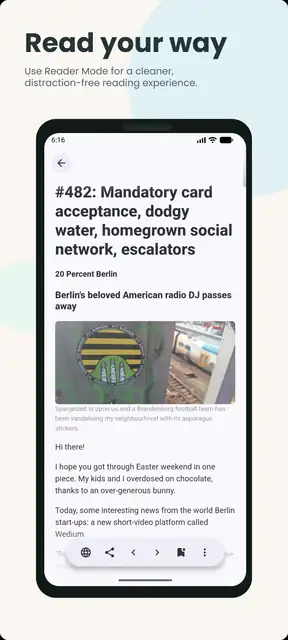 Read your way
Use Reader Mode for a cleaner,
distraction-free reading experience.
6:16
#482: Mandatory card
acceptance, dodgy
water, homegrown social
network, escalators
20 Percent Berlin
Berlin's beloved American radio DJ passes
away
Spargelzeit is upon us and a Brandenburg football team has
been vandalising my neighbourhood with its asparagus
stickers.
Hi there!
I hope you got through Easter weekend in one
piece. My kids and I overdosed on chocolate,
thanks to an over-generous bunny.
Today, some interesting news from the world Berlin
start-ups: a new short-video platform called
Wedium.